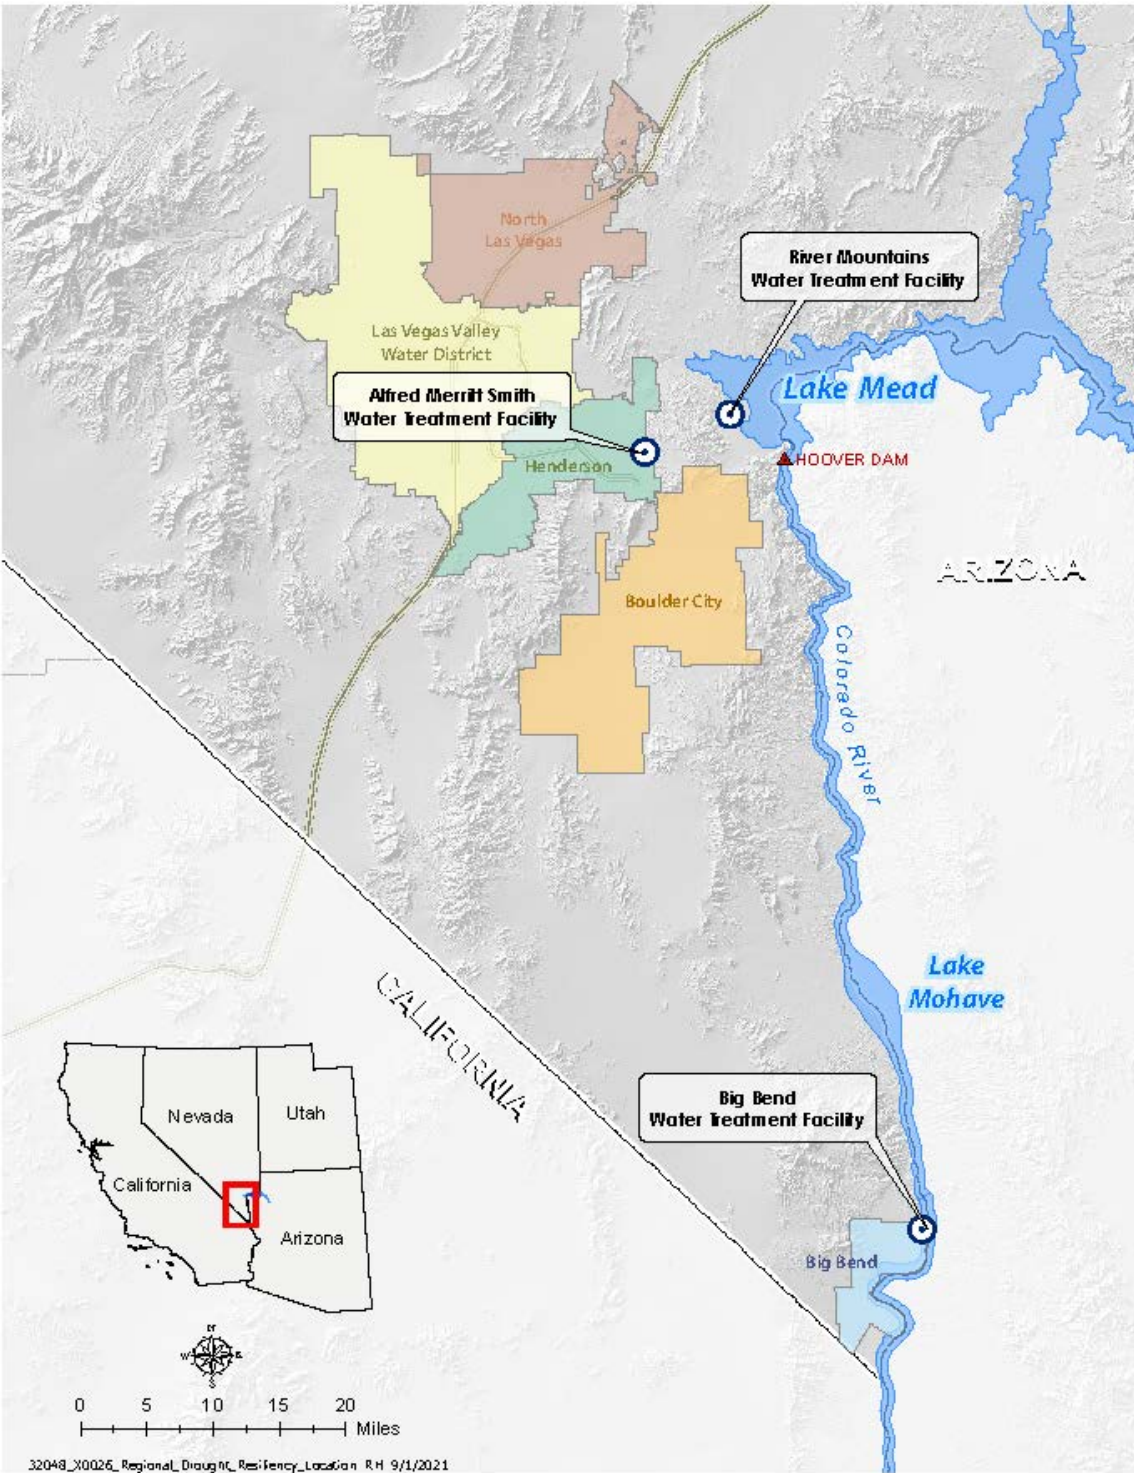 North
Las Vegas
River Mountains
Water Treatment Facility
Las Vegas Valley
Water District
Alfred Merritt Smith
Water Treatment Facility
Lake Mead
HOOVER DAM
Henderson
ARIZONA
Boulder City
Colorado River
Lake
Mohave
CALIFORNIA
Big Bend
Water Treatment Facility
Nevada
Utah
California
Arizona
Big Bend
N
W
E
S
0 5 10 15 20
Miles
32048_X0026_Regional_Drought_Resiliency_Location RH 9/1/2021